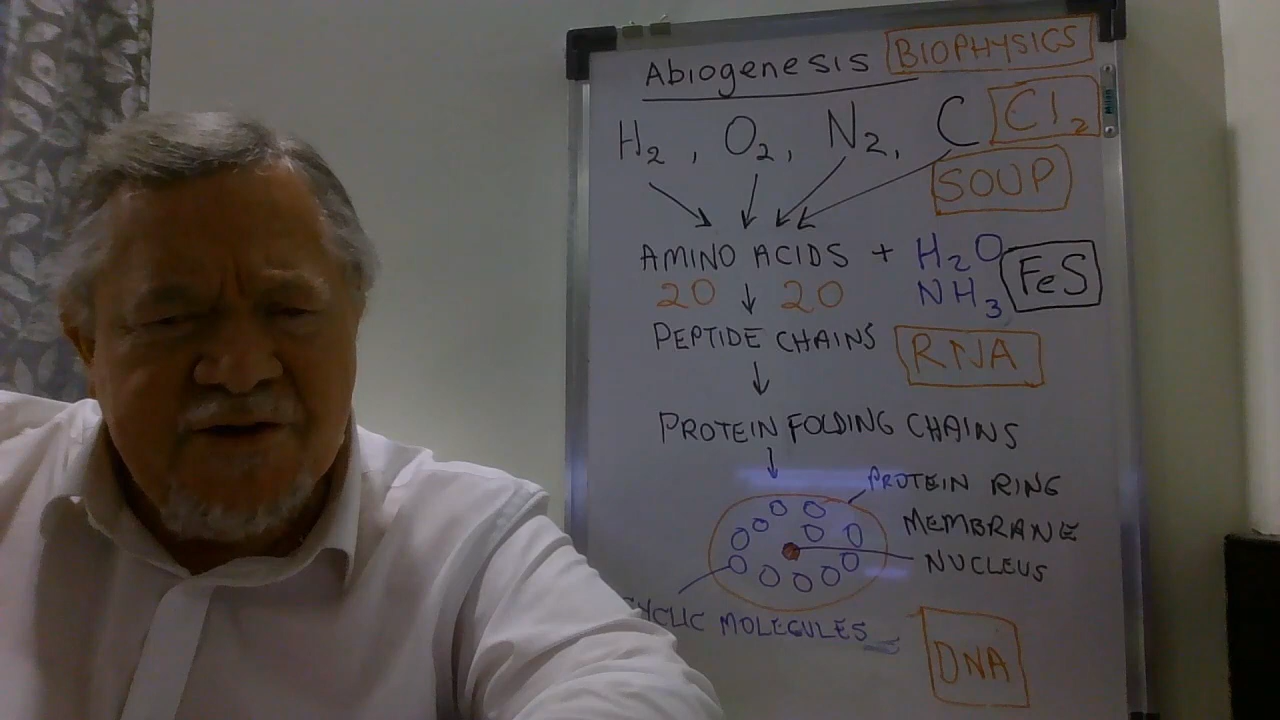 Abiogenesis BIOPHYSICS
H₂, O₂, N₂, C Cl₂
SOUP
AMINO ACIDS + H₂O
FeS
20 20 NH₃
PEPTIDE CHAINS RNA
PROTEIN FOLDING CHAINS
PROTEIN RING
MEMBRANE
NUCLEUS
CYCLIC MOLECULES
DNA